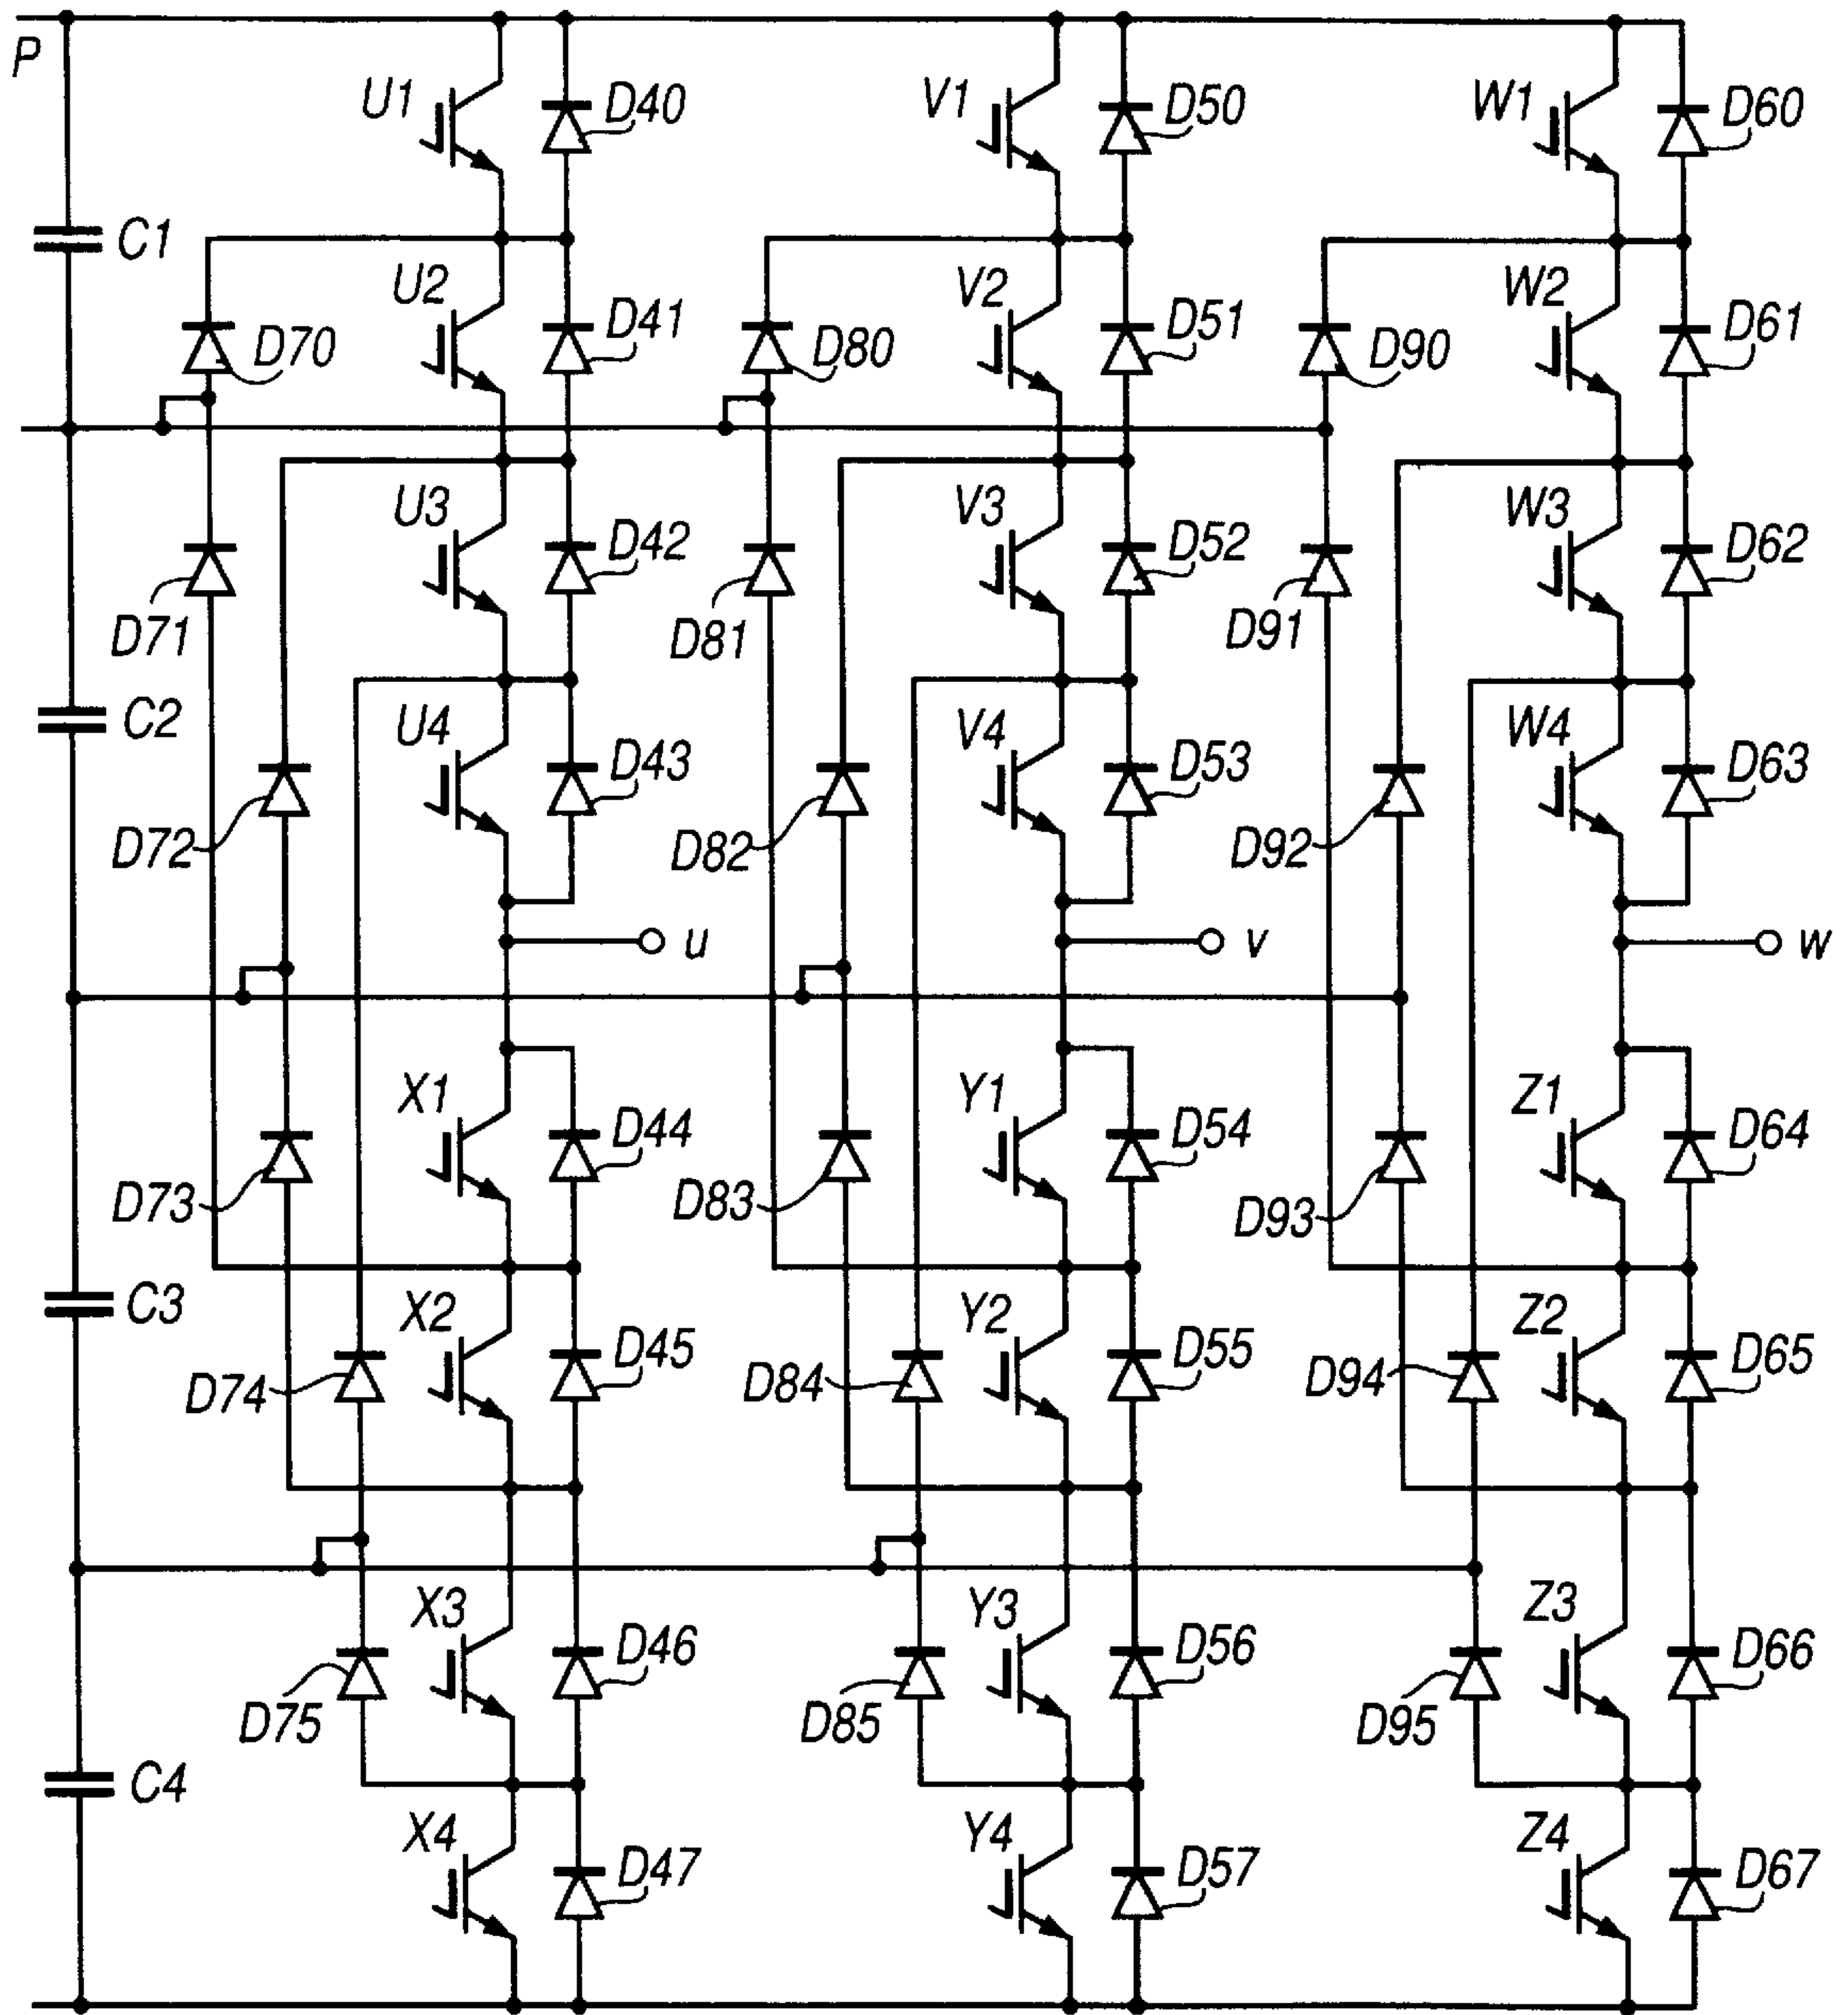 P
U1 D40 V1 D50 W1 D60
C1
U2 D41 V2 D51 W2 D61
D70 D80 D90
U3 D42 V3 D52 W3 D62
D71 D81 D91
C2 U4 D43 V4 D53 W4 D63
D72 D82 D92
u v w
X1 D44 Y1 D54 Z1 D64
D73 D83 D93
C3 X2 D45 Y2 D55 Z2 D65
D74 D84 D94
X3 D46 Y3 D56 Z3 D66
D75 D85 D95
C4
X4 D47 Y4 D57 Z4 D67